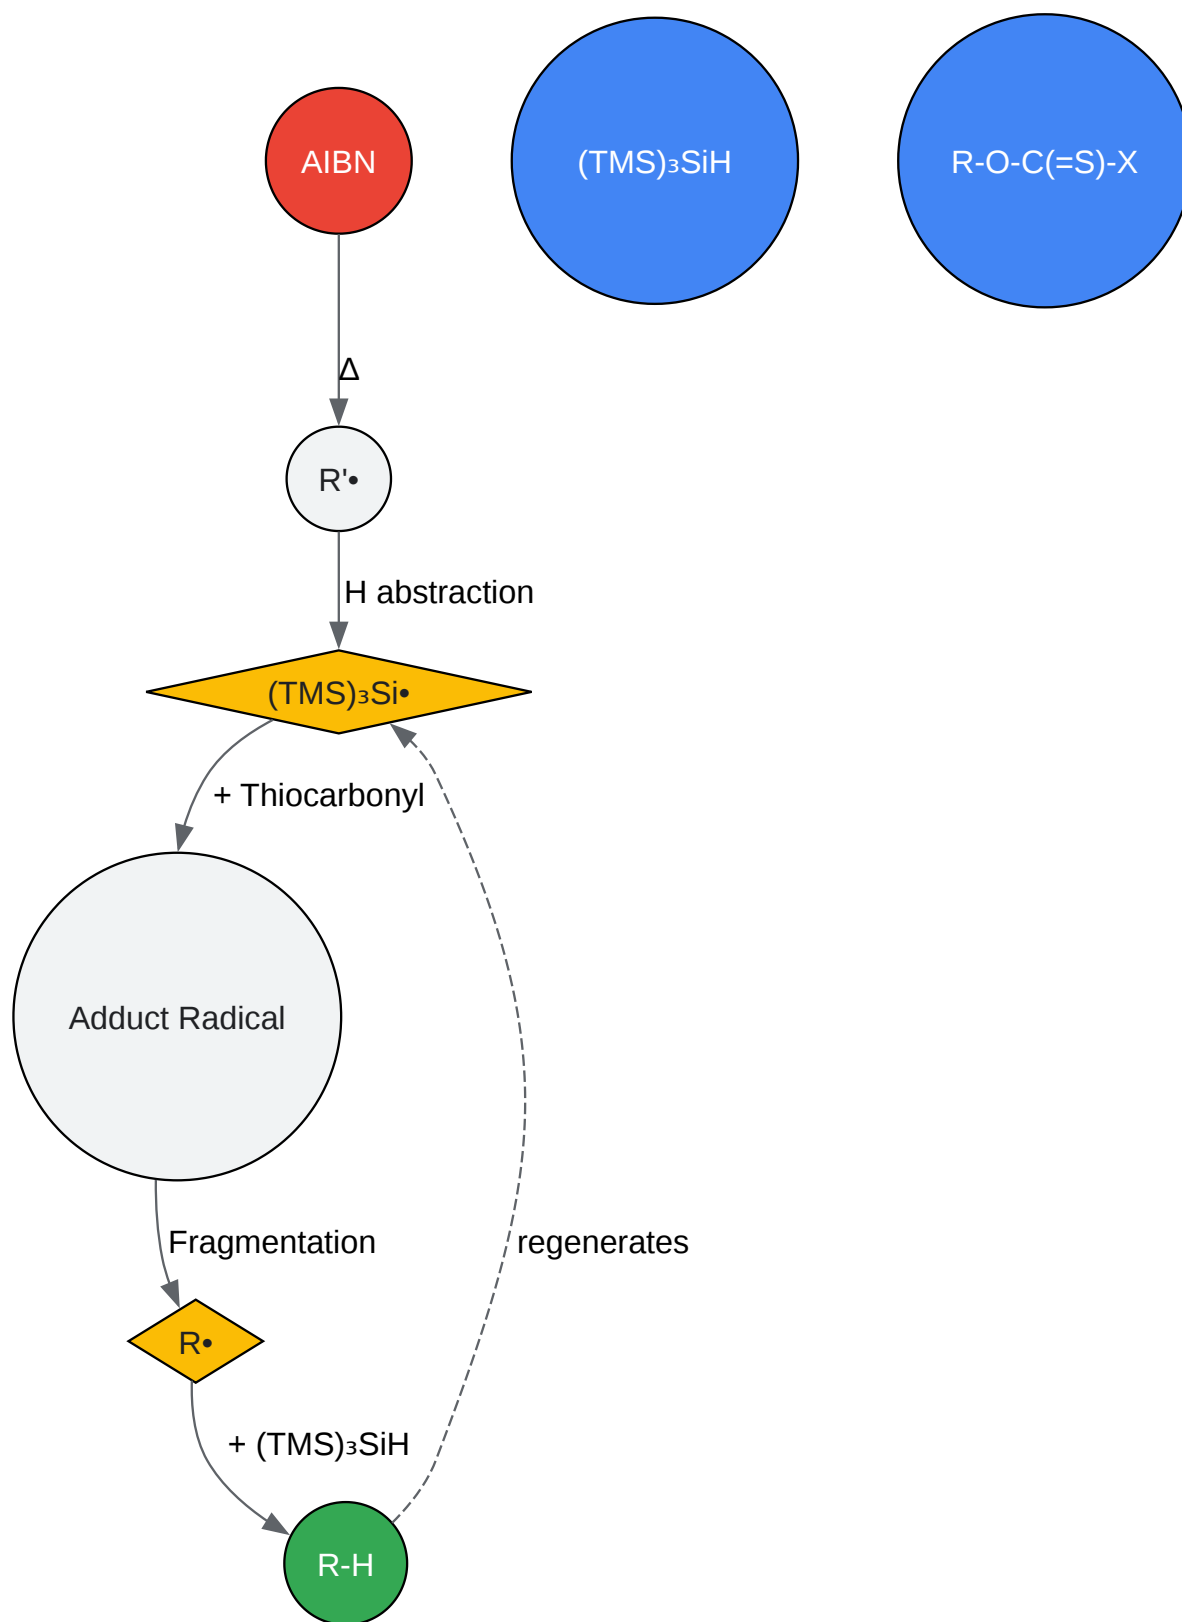 AIBN
(TMS)₃SiH
R-O-C(=S)-X
Δ
R'•
H abstraction
(TMS)₃Si•
+ Thiocarbonyl
Adduct Radical
Fragmentation
regenerates
R•
+ (TMS)₃SiH
R-H